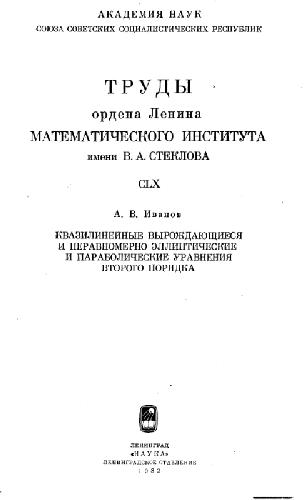 АКАДЕМИЯ НАУК
СОЮЗА СОВЕТСКИХ СОЦИАЛИСТИЧЕСКИХ РЕСПУБЛИК
ТРУДЫ
ордена Ленина
МАТЕМАТИЧЕСКОГО ИНСТИТУТА
имени В. А. СТЕКЛОВА
CLX
А. В. Иванов
КВАЗИЛИНЕЙНЫЕ ВЫРОЖДАЮЩИЕСЯ
И НЕРАВНОМЕРНО ЭЛЛИПТИЧЕСКИЕ
И ПАРАБОЛИЧЕСКИЕ УРАВНЕНИЯ
ВТОРОГО ПОРЯДКА
ЛЕНИНГРАД
«НАУКА»
ЛЕНИНГРАДСКОЕ ОТДЕЛЕНИЕ
1982